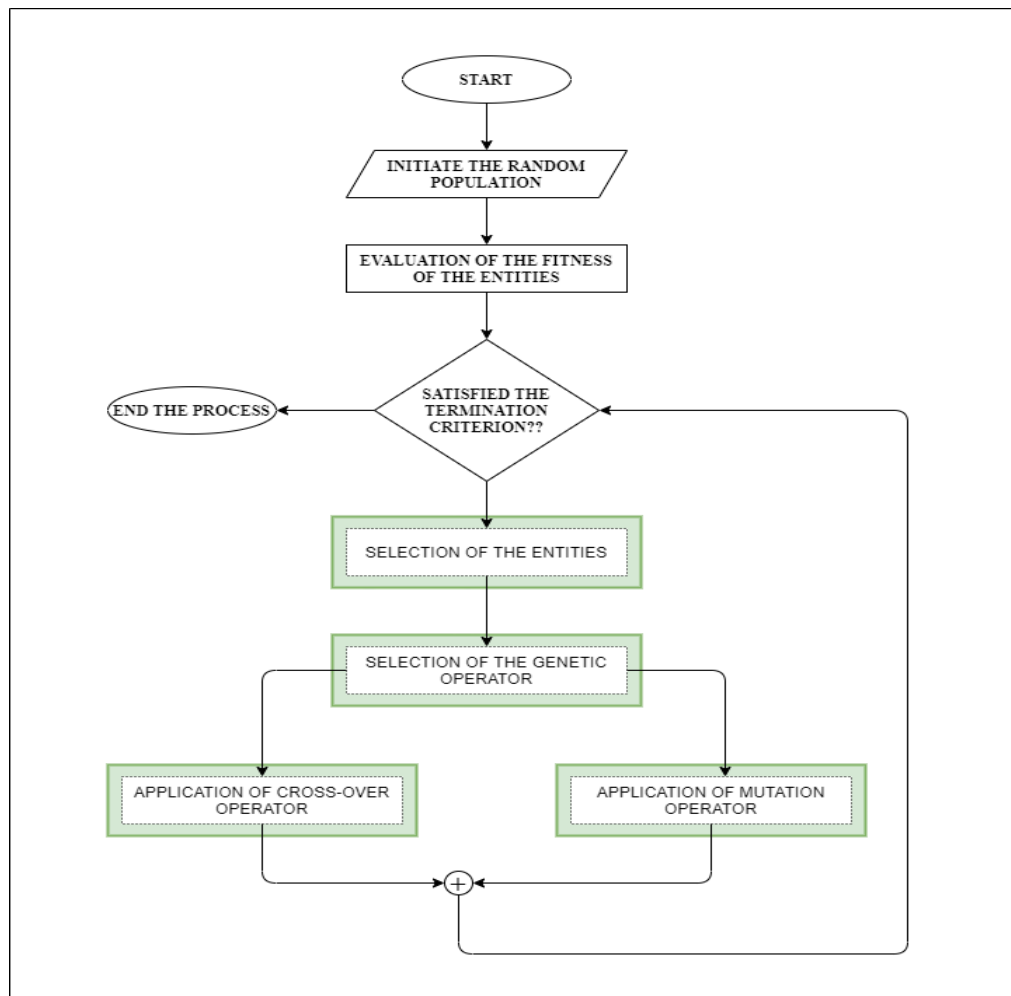 START
INITIATE THE RANDOM
POPULATION
EVALUATION OF THE FITNESS
OF THE ENTITIES
SATISFIED THE
TERMINATION
CRITERION??
END THE PROCESS
SELECTION OF THE ENTITIES
SELECTION OF THE GENETIC
OPERATOR
APPLICATION OF CROSS-OVER
OPERATOR
APPLICATION OF MUTATION
OPERATOR
+